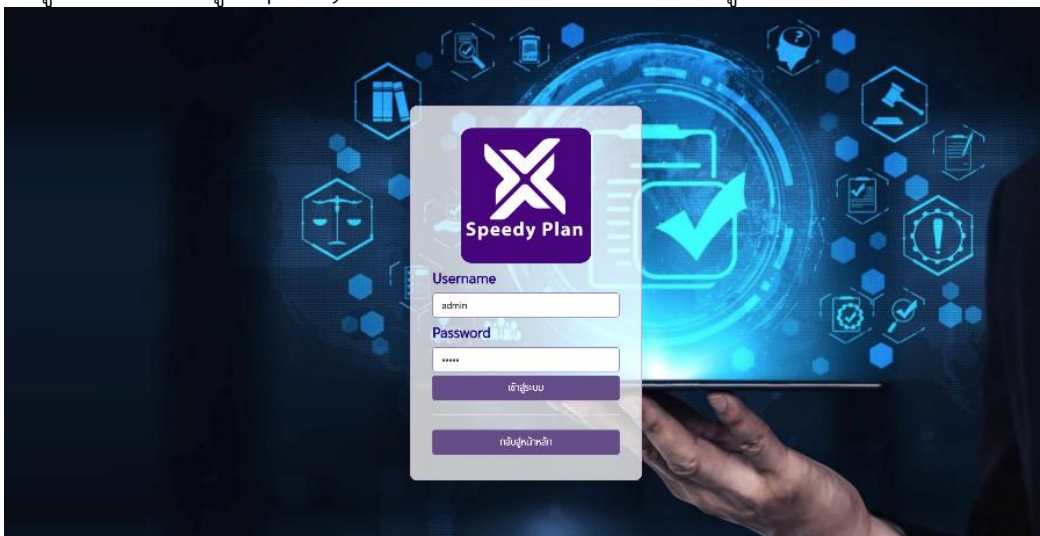 Speedy Plan
Username
admin
Password
•••••
เข้าสู่ระบบ
กลับสู่หน้าหลัก